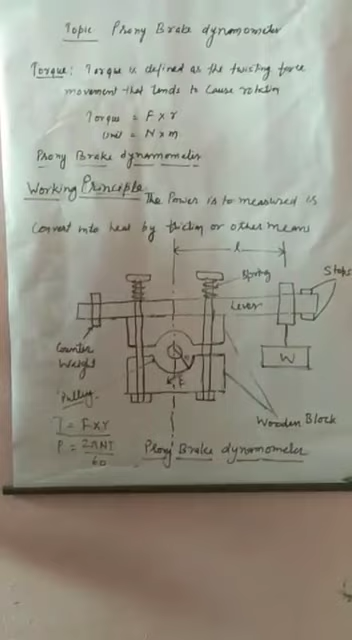 Topic Prony Brake dynamometer
Torque: Torque is defined as the twisting force
movement that tends to cause rotation
Torque = F x r
Unit = N x m
Prony Brake dynamometer
Working Principle The Power is to measured is
Convert into heat by friction or other means
l
Spring
Stops
Lever
Counter
Weight
W
F
Pulley
Wooden Block
T = F x r
P = 2πNT
60
Prony Brake dynamometer